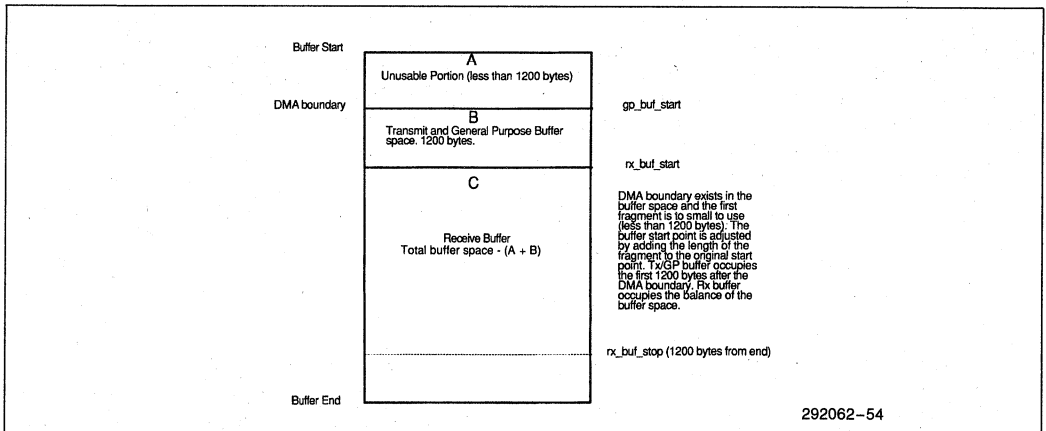 Buffer Start
A
Unusable Portion (less than 1200 bytes)
DMA boundary
gp_buf_start
B
Transmit and General Purpose Buffer
space. 1200 bytes.
rx_buf_start
C
Receive Buffer
Total buffer space - (A + B)
DMA boundary exists in the
buffer space and the first
fragment is to small to use
(less than 1200 bytes). The
buffer start point is adjusted
by adding the length of the
fragment to the original start
point. Tx/GP buffer occupies
the first 1200 bytes after the
DMA boundary. Rx buffer
occupies the balance of the
buffer space.
rx_buf_stop (1200 bytes from end)
Buffer End
292062-54